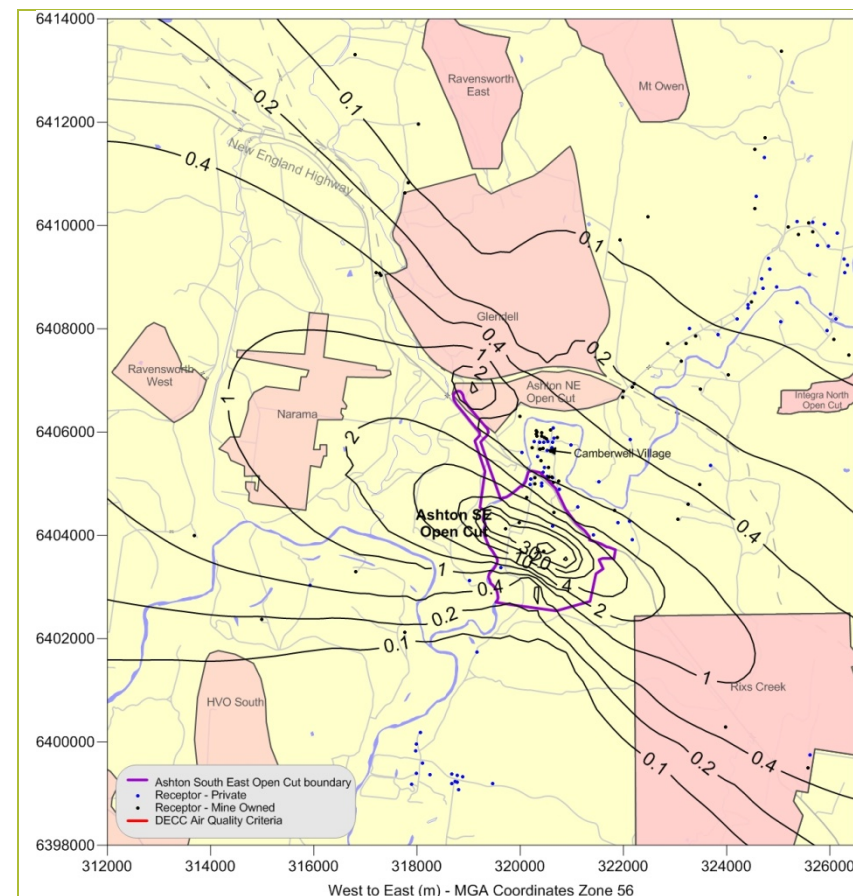 6414000
6412000
6410000
6408000
6406000
6404000
6402000
6400000
6398000
Ravensworth
East
Mt Owen
0.2
0.1
0.4
New England Highway
0.1
Glendell
0.4
0.2
1
2
Ravensworth
West
Narama
1
Ashton NE
Open Cut
Integra North
Open Cut
Camberwell Village
2
Ashton SE
Open Cut
0.4
10
20
1
0.4
4
2
0.2
0.1
1
Rixs Creek
HVO South
0.4
0.2
0.1
Ashton South East Open Cut boundary
Receptor - Private
Receptor - Mine Owned
DECC Air Quality Criteria
312000 314000 316000 318000 320000 322000 324000 326000
West to East (m) - MGA Coordinates Zone 56